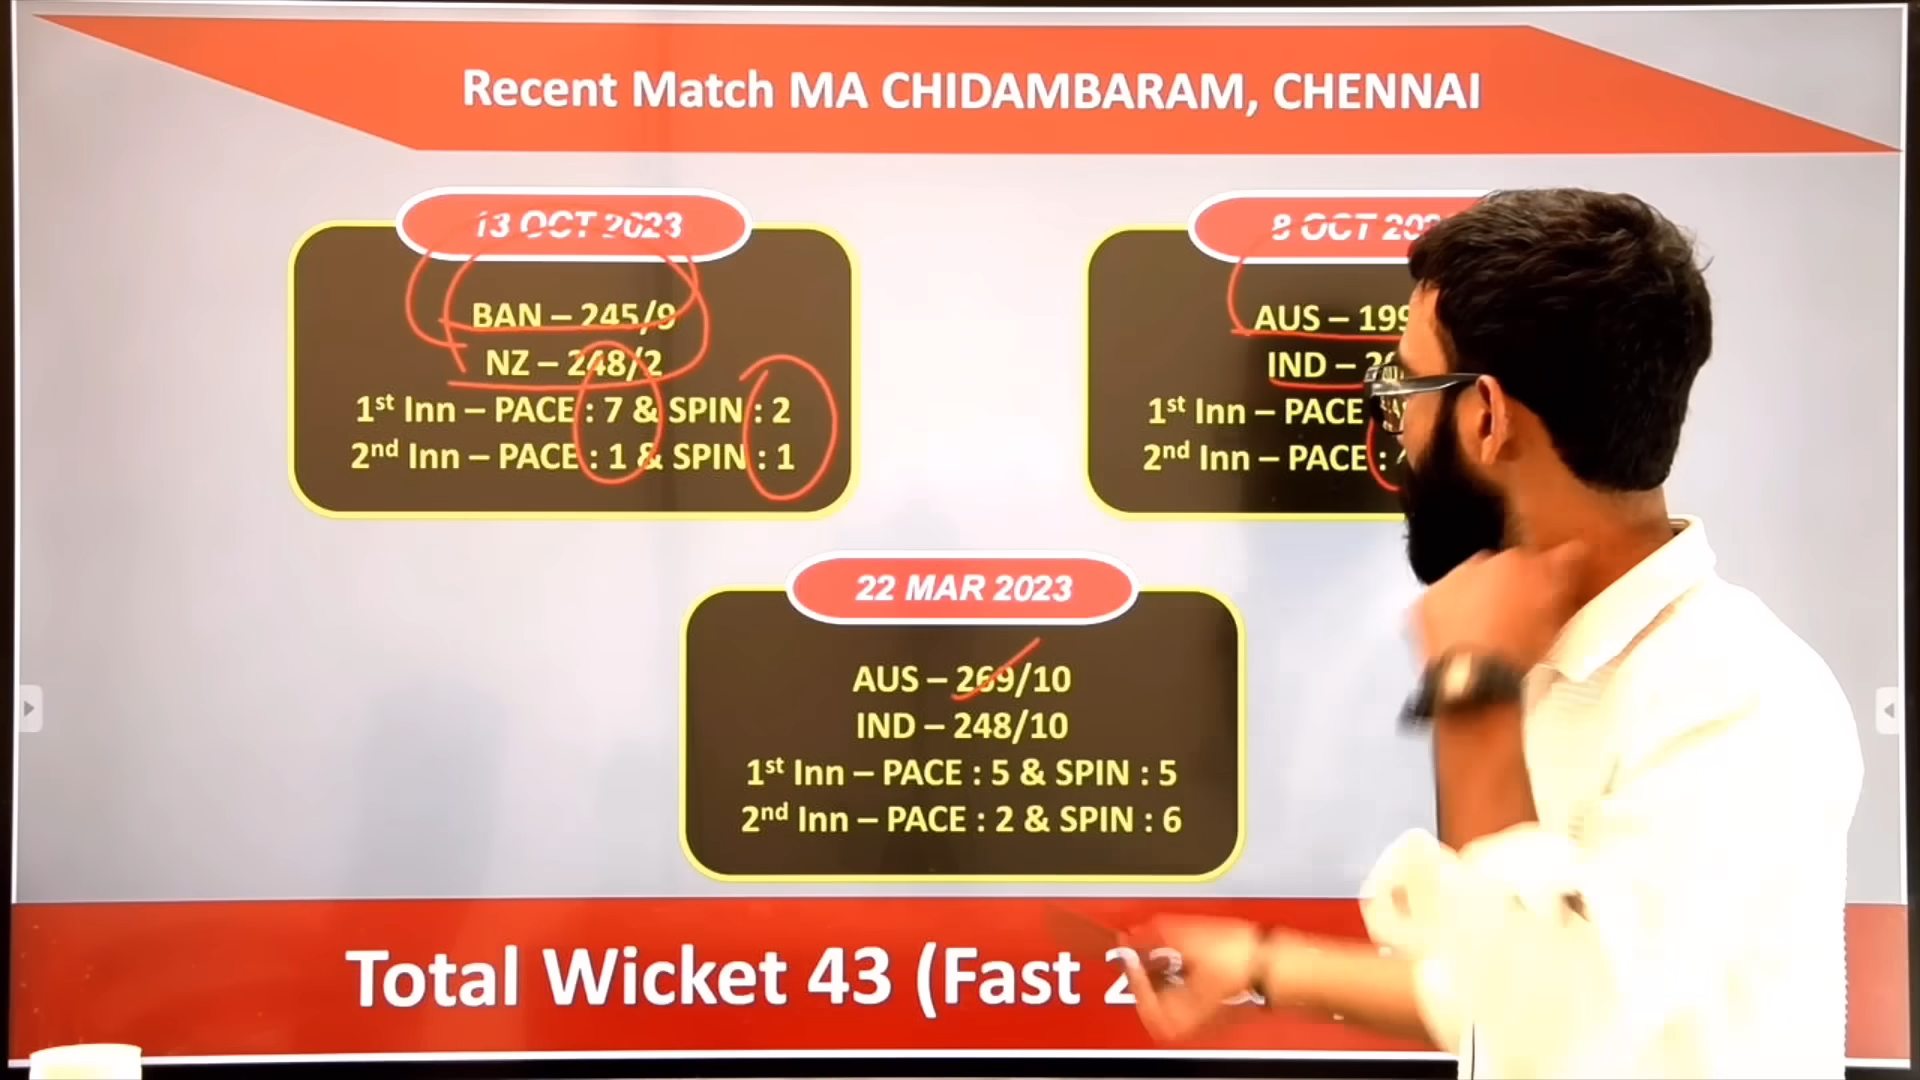 Recent Match MA CHIDAMBARAM, CHENNAI
13 OCT 2023
BAN – 245/9
NZ – 248/2
1st Inn – PACE : 7 & SPIN : 2
2nd Inn – PACE : 1 & SPIN : 1
8 OCT
AUS – 199
IND –
1st Inn – PACE
2nd Inn – PACE :
22 MAR 2023
AUS – 269/10
IND – 248/10
1st Inn – PACE : 5 & SPIN : 5
2nd Inn – PACE : 2 & SPIN : 6
Total Wicket 43 (Fast 23